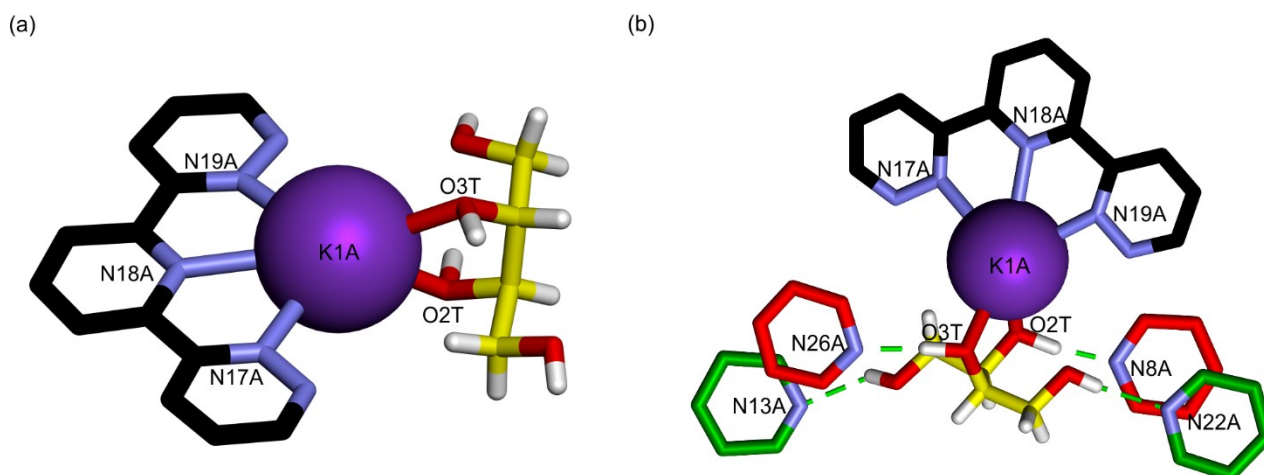 (a)
(b)
N19A
O3T
K1A
N18A
O2T
N17A
N18A
N17A
N19A
K1A
O3T
O2T
N26A
N8A
N13A
N22A